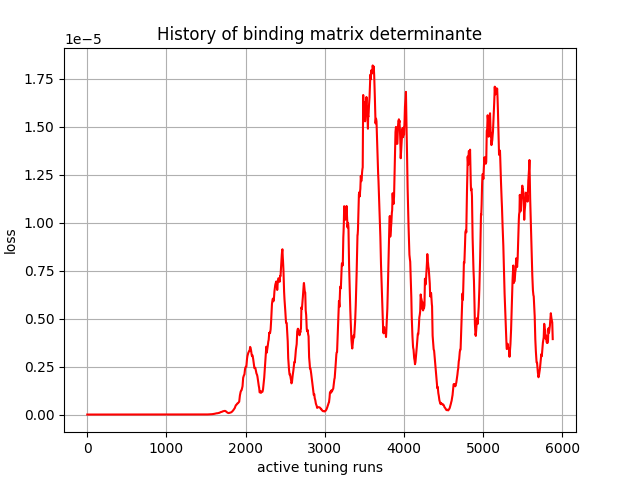 History of binding matrix determinante
1e−5
1.75
1.50
1.25
1.00
0.75
0.50
0.25
0.00
loss
0 1000 2000 3000 4000 5000 6000
active tuning runs